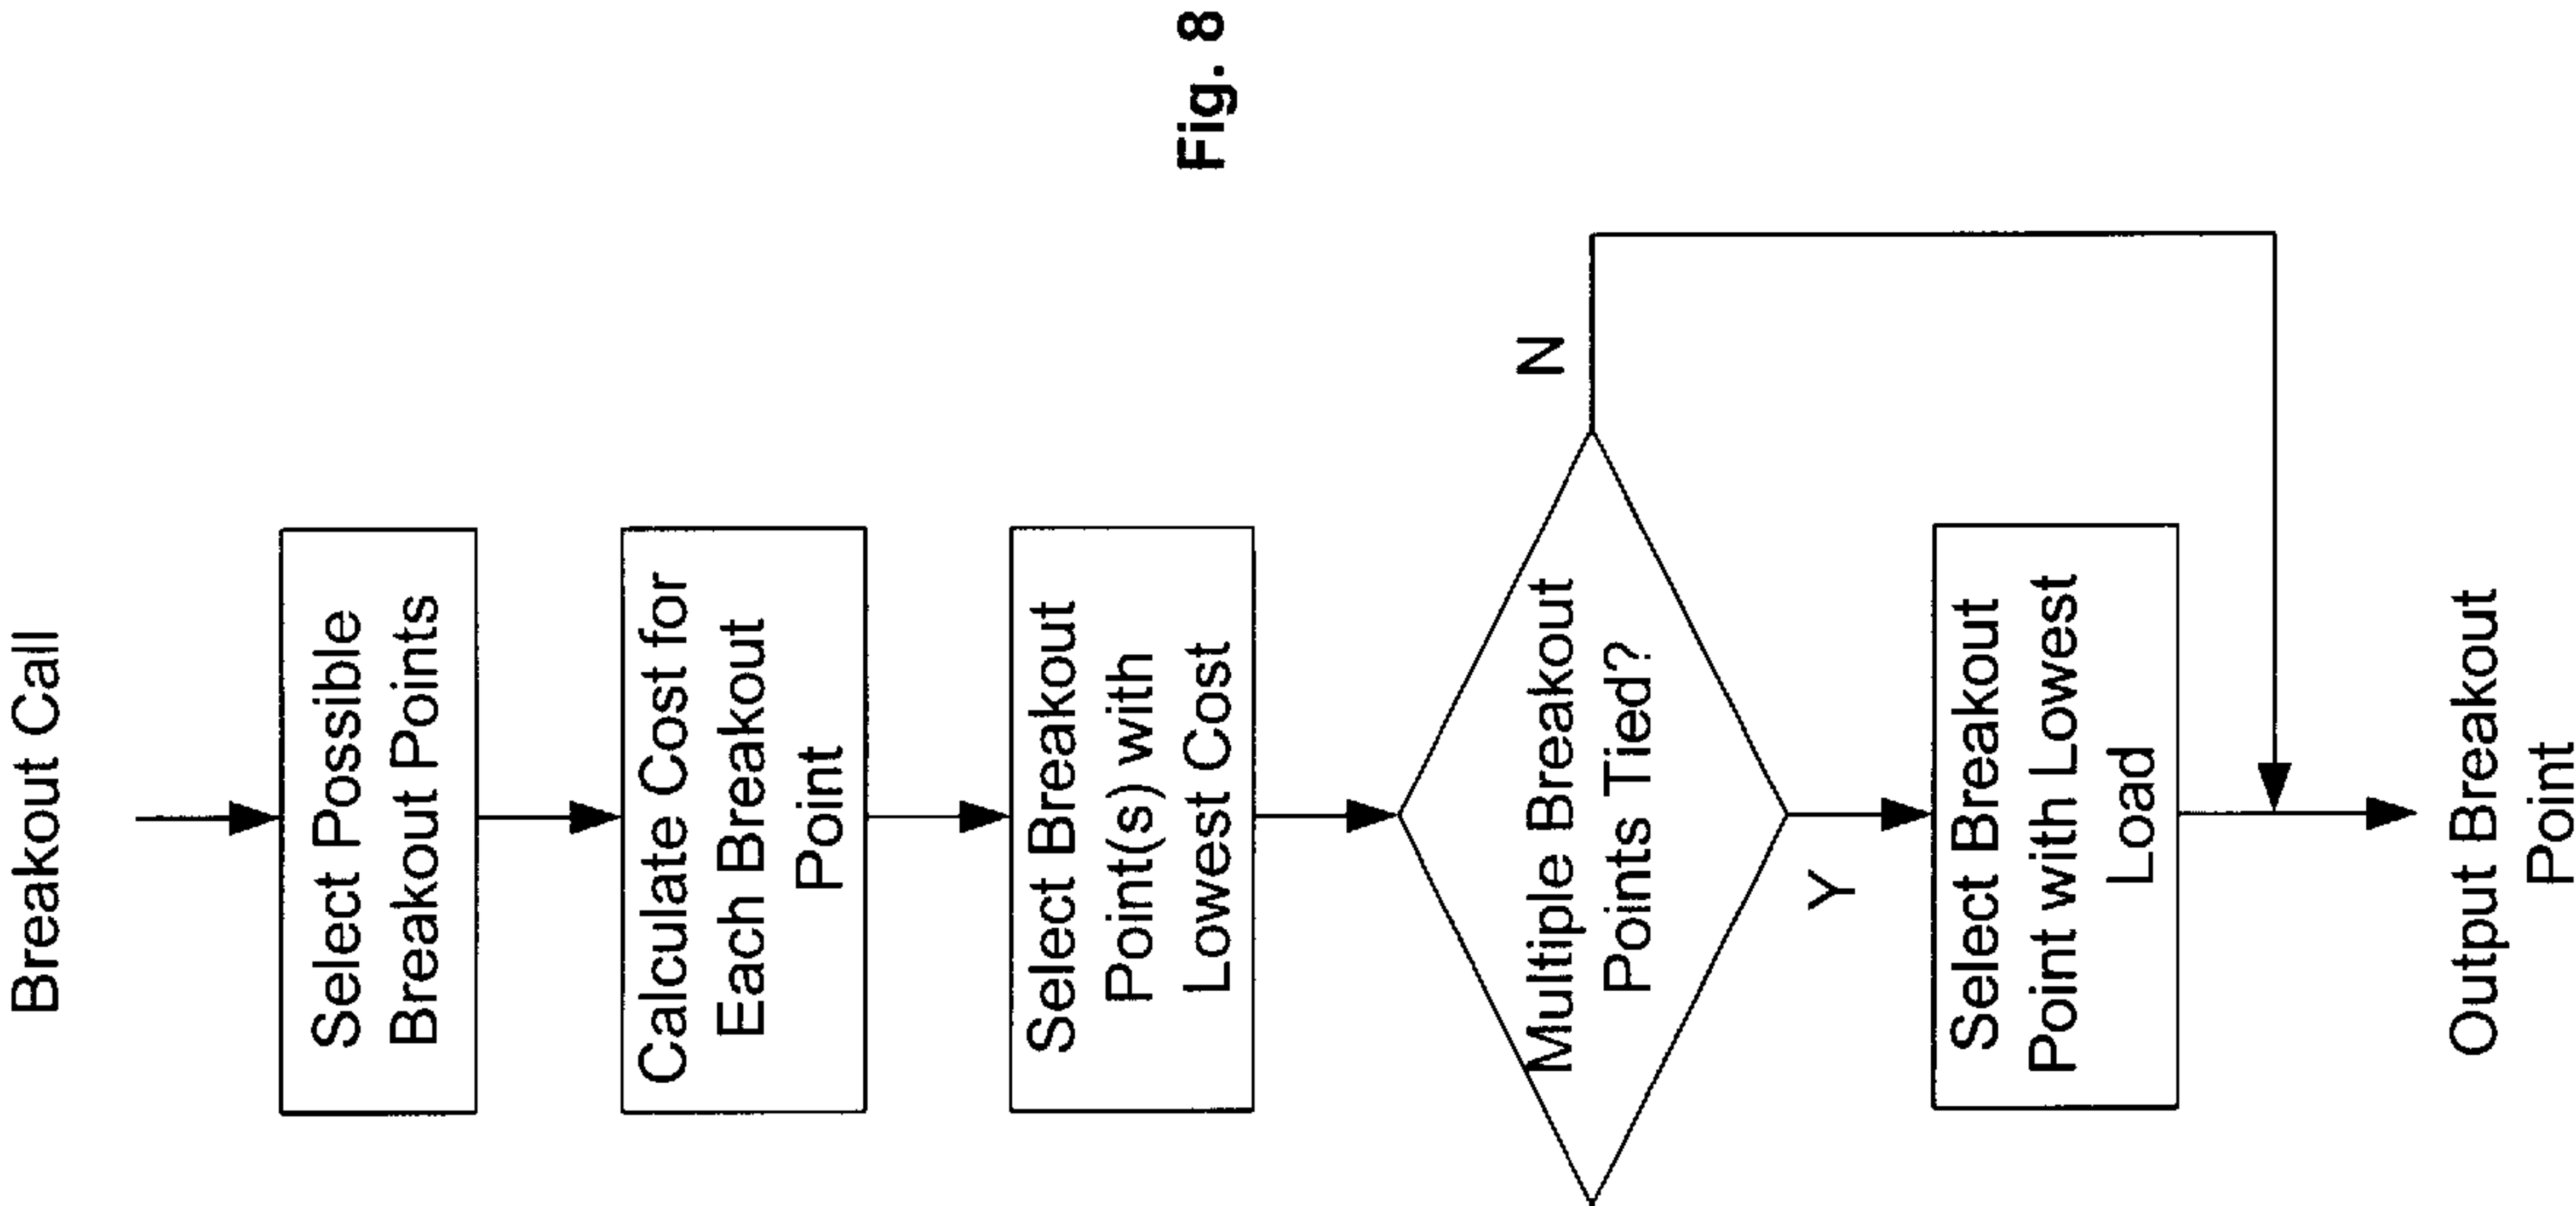 Breakout Call
Select Possible
Breakout Points
Calculate Cost for
Each Breakout
Point
Select Breakout
Point(s) with
Lowest Cost
Multiple Breakout
Points Tied?
N
Y
Select Breakout
Point with Lowest
Load
Output Breakout
Point
Fig. 8